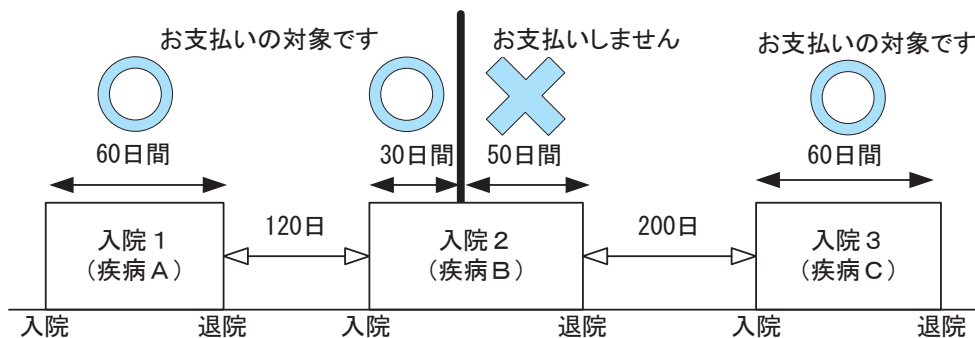 お支払いの対象です
お支払いしません
お支払いの対象です
60日間
30日間
50日間
60日間
入院1
（疾病A）
120日
入院2
（疾病B）
200日
入院3
（疾病C）
入院
退院
入院
退院
入院
退院